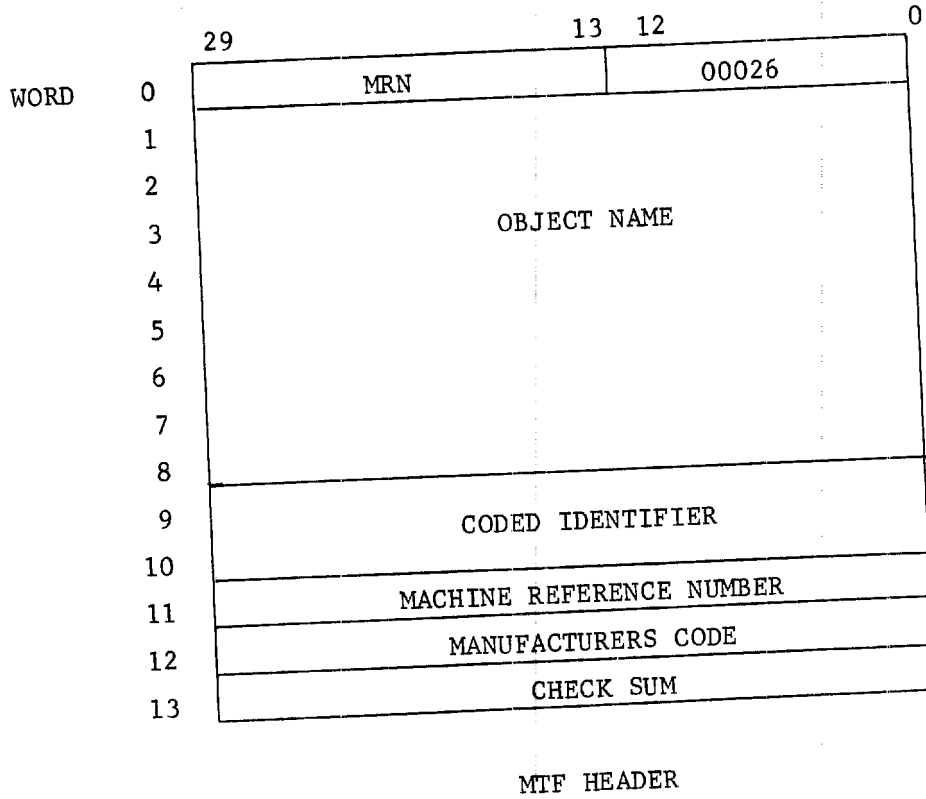 29 13 12 0
WORD 0 MRN 00026
1
2
3 OBJECT NAME
4
5
6
7
8
9 CODED IDENTIFIER
10
11 MACHINE REFERENCE NUMBER
12 MANUFACTURERS CODE
13 CHECK SUM
MTF HEADER